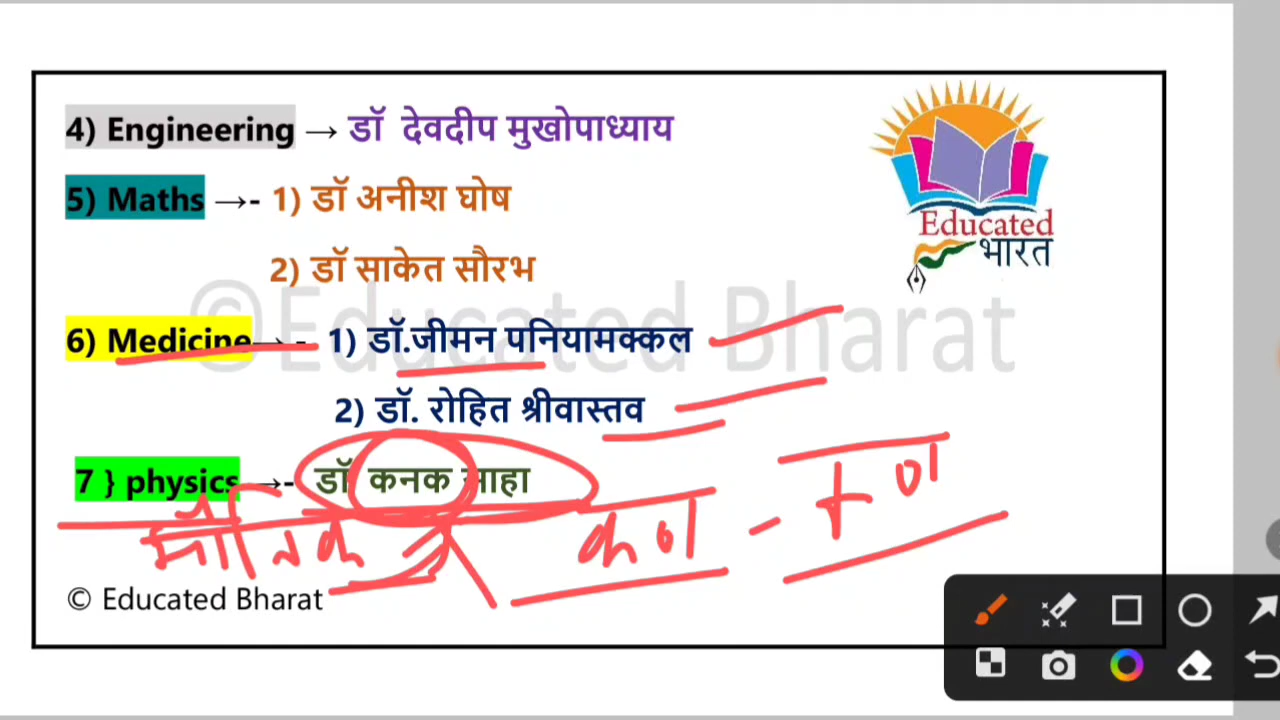 4) Engineering → डॉ देवदीप मुखोपाध्याय
Educated
भारत
5) Maths →- 1) डॉ अनीश घोष
2) डॉ साकेत सौरभ
©Educated Bharat
6) Medicine→ - 1) डॉ.जीमन पनियामक्कल
2) डॉ. रोहित श्रीवास्तव
7 } physics →- डॉ कनक साहा
कण
© Educated Bharat